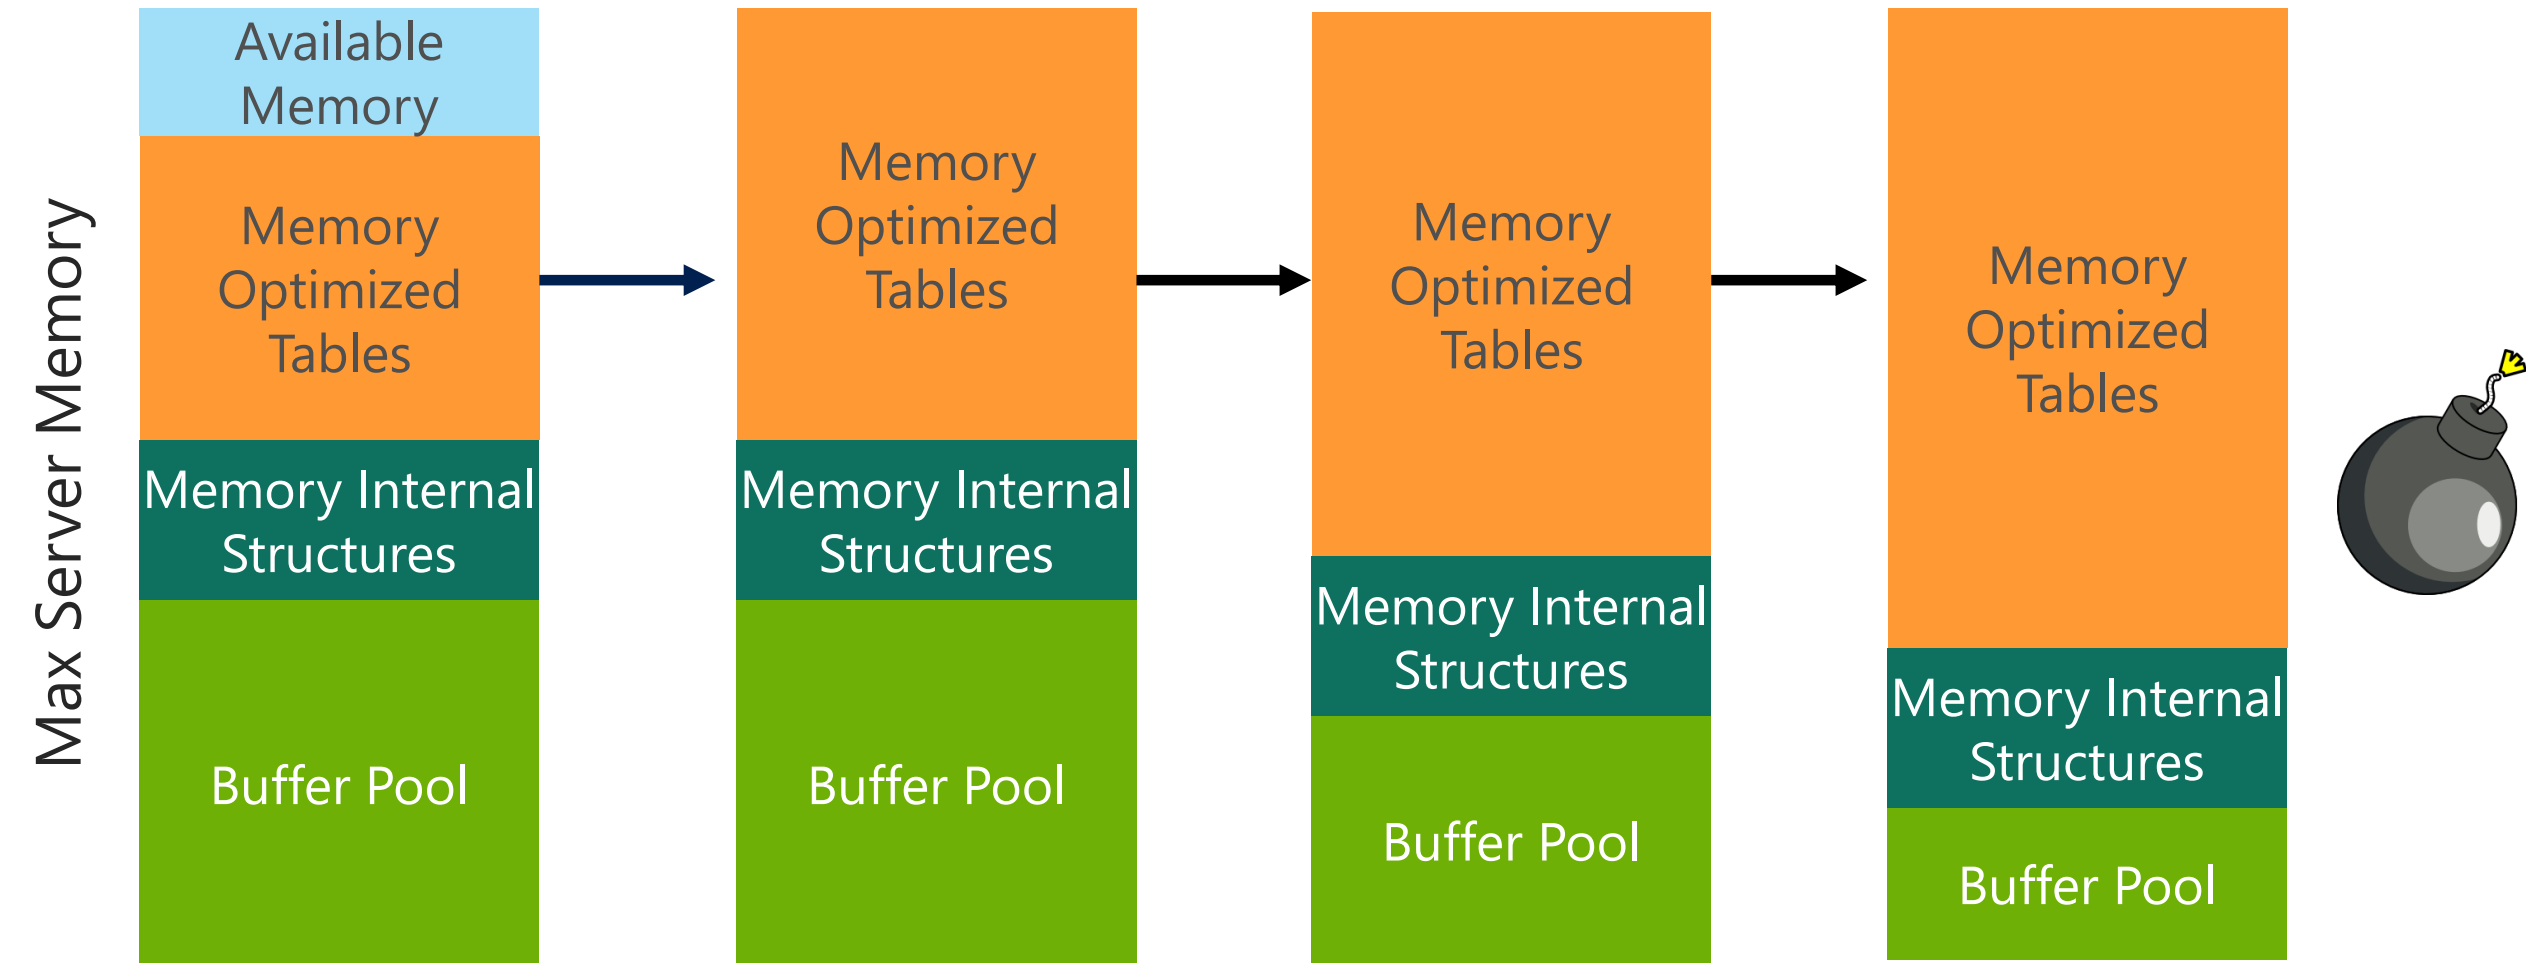 Max Server Memory
Available
Memory
Memory
Optimized
Tables
Memory Internal
Structures
Buffer Pool
Memory
Optimized
Tables
Memory Internal
Structures
Buffer Pool
Memory
Optimized
Tables
Memory Internal
Structures
Buffer Pool
Memory
Optimized
Tables
Memory Internal
Structures
Buffer Pool